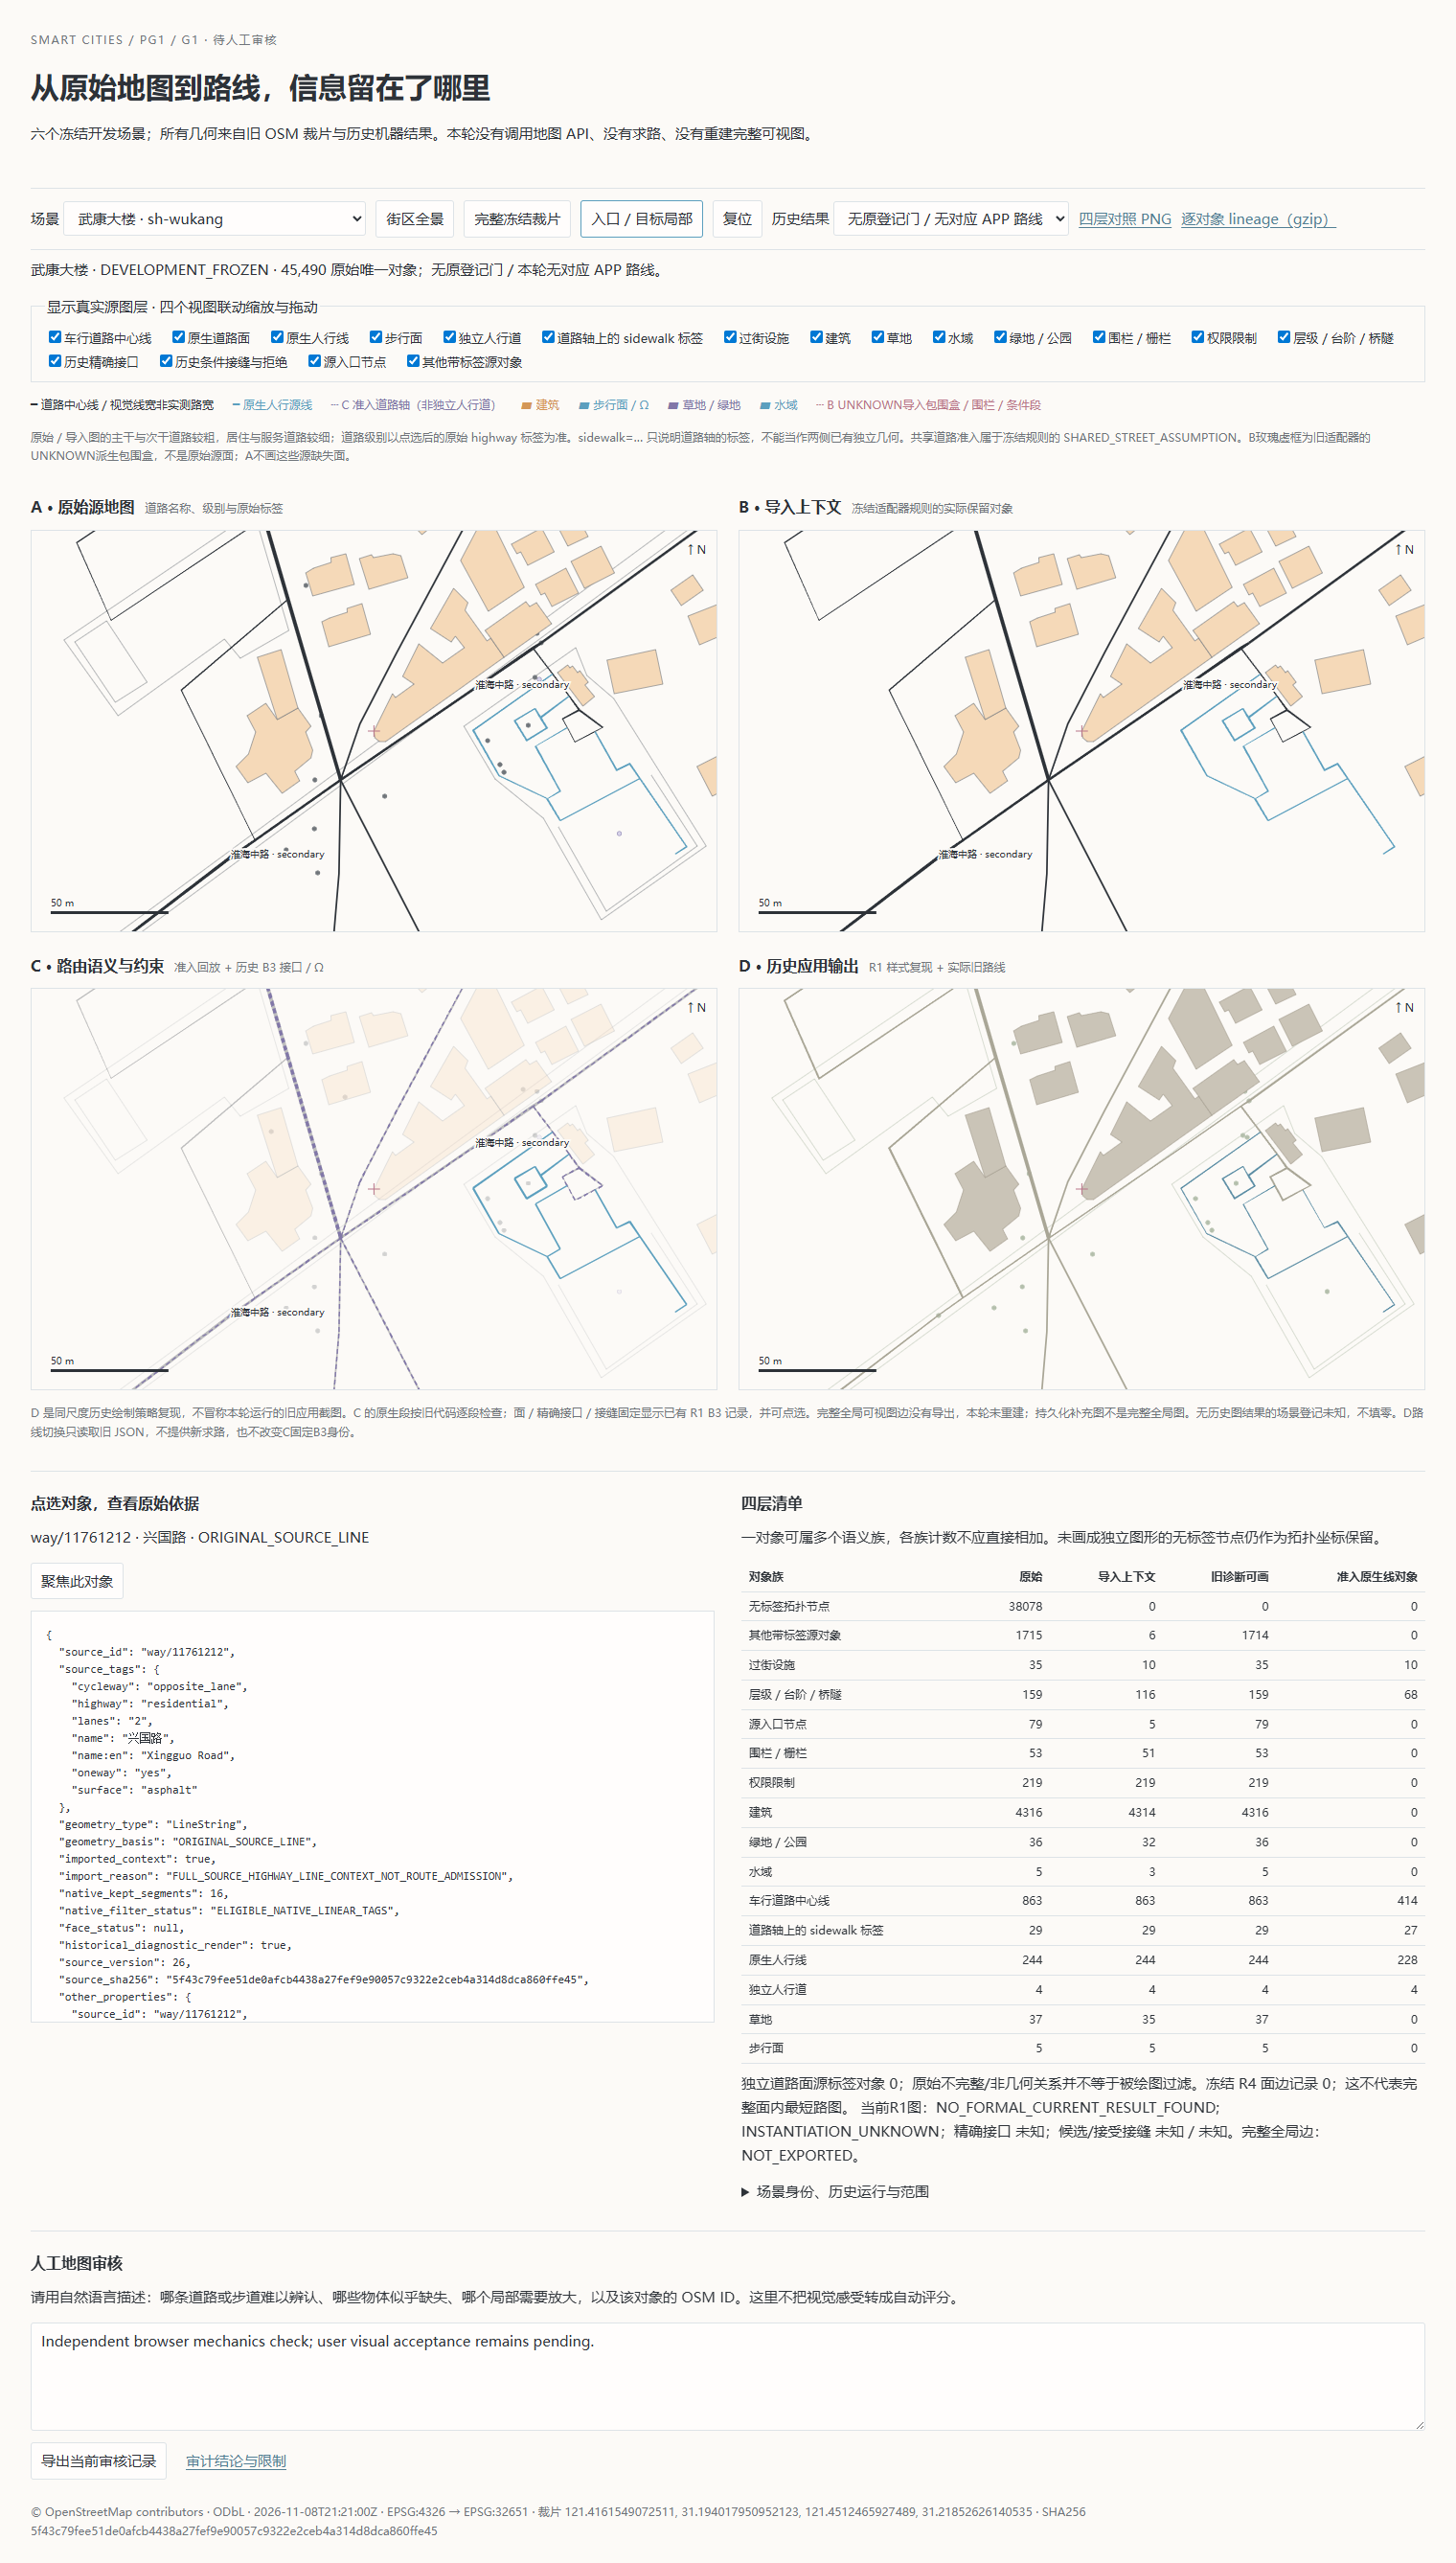 SMART CITIES / PG1 / G1 · 待人工审核
从原始地图到路线，信息留在了哪里
六个冻结开发场景；所有几何来自旧 OSM 裁片与历史机器结果。本轮没有调用地图 API、没有求路、没有重建完整可视图。
场景 武康大楼 · sh-wukang 街区全景 完整冻结裁片 入口 / 目标局部 复位 历史结果 无原登记门 / 无对应 APP 路线 四层对照 PNG 逐对象 lineage（gzip）
武康大楼 · DEVELOPMENT_FROZEN · 45,490 原始唯一对象；无原登记门 / 本轮无对应 APP 路线。
显示真实源图层 · 四个视图联动缩放与拖动
车行道路中心线 原生道路面 原生人行线 步行面 独立人行道 道路轴上的 sidewalk 标签 过街设施 建筑 草地 水域 绿地 / 公园 围栏 / 栅栏 权限限制 层级 / 台阶 / 桥隧
历史精确接口 历史条件接缝与拒绝 源入口节点 其他带标签源对象
道路中心线 / 视觉线宽非实测路宽 原生人行源线 C 准入道路轴（非独立人行道） 建筑 步行面 / Ω 草地 / 绿地 水域 B UNKNOWN导入包围盒 / 围栏 / 条件段
原始 / 导入图的主干与次干道路较粗，居住与服务道路较细；道路级别以点选后的原始 highway 标签为准。sidewalk=… 只说明道路轴的标签，不能当作两侧已有独立几何。共享道路准入属于冻结规则的 SHARED_STREET_ASSUMPTION。B玫瑰虚框为旧适配器的
UNKNOWN派生包围盒，不是原始源面；A不画这些源缺失面。
A • 原始源地图 道路名称、级别与原始标签
↑ N
淮海中路 · secondary
淮海中路 · secondary
50 m
B • 导入上下文 冻结适配器规则的实际保留对象
↑ N
淮海中路 · secondary
淮海中路 · secondary
50 m
C • 路由语义与约束 准入回放 + 历史 B3 接口 / Ω
↑ N
淮海中路 · secondary
淮海中路 · secondary
50 m
D • 历史应用输出 R1 样式复现 + 实际旧路线
↑ N
50 m
D 是同尺度历史绘制策略复现，不冒称本轮运行的旧应用截图。C 的原生段按旧代码逐段检查；面 / 精确接口 / 接缝固定显示已有 R1 B3 记录，并可点选。完整全局可视图边没有导出，本轮未重建；持久化补充图不是完整全局图。无历史图结果的场景登记未知，不填零。D路
线切换只读取旧 JSON，不提供新求路，也不改变C固定B3身份。
点选对象，查看原始依据
way/11761212 · 兴国路 · ORIGINAL_SOURCE_LINE
聚焦此对象
{
"source_id": "way/11761212",
"source_tags": {
"cycleway": "opposite_lane",
"highway": "residential",
"lanes": "2",
"name": "兴国路",
"name:en": "Xingguo Road",
"oneway": "yes",
"surface": "asphalt"
},
"geometry_type": "LineString",
"geometry_basis": "ORIGINAL_SOURCE_LINE",
"imported_context": true,
"import_reason": "FULL_SOURCE_HIGHWAY_LINE_CONTEXT_NOT_ROUTE_ADMISSION",
"native_kept_segments": 16,
"native_filter_status": "ELIGIBLE_NATIVE_LINEAR_TAGS",
"face_status": null,
"historical_diagnostic_render": true,
"source_version": 26,
"source_sha256": "5f43c79fee51de0afcb4438a27fef9e90057c9322e2ceb4a314d8dca860ffe45",
"other_properties": {
"source_id": "way/11761212",
四层清单
一对象可属多个语义族，各族计数不应直接相加。未画成独立图形的无标签节点仍作为拓扑坐标保留。
对象族 原始 导入上下文 旧诊断可画 准入原生线对象
无标签拓扑节点 38078 0 0 0
其他带标签源对象 1715 6 1714 0
过街设施 35 10 35 10
层级 / 台阶 / 桥隧 159 116 159 68
源入口节点 79 5 79 0
围栏 / 栅栏 53 51 53 0
权限限制 219 219 219 0
建筑 4316 4314 4316 0
绿地 / 公园 36 32 36 0
水域 5 3 5 0
车行道路中心线 863 863 863 414
道路轴上的 sidewalk 标签 29 29 29 27
原生人行线 244 244 244 228
独立人行道 4 4 4 4
草地 37 35 37 0
步行面 5 5 5 0
独立道路面源标签对象 0；原始不完整/非几何关系并不等于被绘图过滤。冻结 R4 面边记录 0；这不代表完
整面内最短路图。 当前R1图：NO_FORMAL_CURRENT_RESULT_FOUND;
INSTANTIATION_UNKNOWN；精确接口 未知；候选/接受接缝 未知 / 未知。完整全局边：
NOT_EXPORTED。
▶ 场景身份、历史运行与范围
人工地图审核
请用自然语言描述：哪条道路或步道难以辨认、哪些物体似乎缺失、哪个局部需要放大，以及该对象的 OSM ID。这里不把视觉感受转成自动评分。
Independent browser mechanics check; user visual acceptance remains pending.
导出当前审核记录 审计结论与限制
© OpenStreetMap contributors · ODbL · 2026-11-08T21:21:00Z · EPSG:4326 → EPSG:32651 · 裁片 121.4161549072511, 31.194017950952123, 121.4512465927489, 31.21852626140535 · SHA256
5f43c79fee51de0afcb4438a27fef9e90057c9322e2ceb4a314d8dca860ffe45